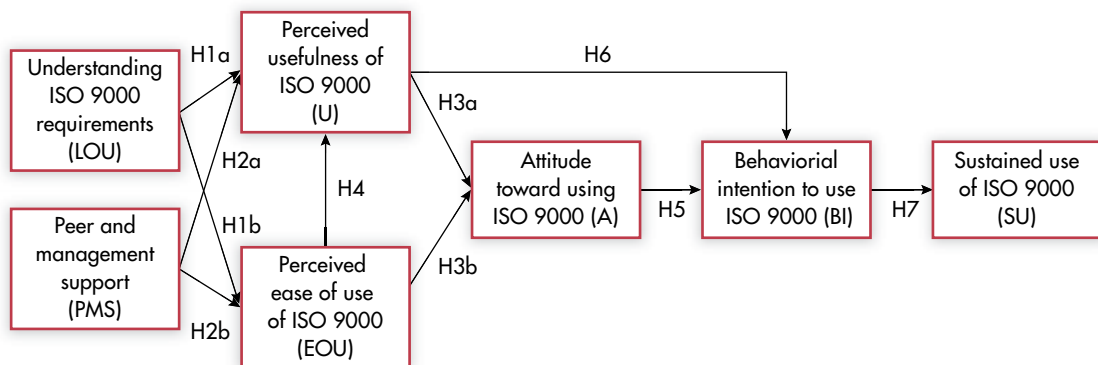 Understanding
ISO 9000
requirements
(LOU)
Peer and
management
support
(PMS)
H1a
H2a
H1b
H2b
Perceived
usefulness of
ISO 9000
(U)
H4
Perceived
ease of use
of ISO 9000
(EOU)
H6
H3a
H3b
Attitude
toward using
ISO 9000 (A)
H5
Behaviorial
intention to use
ISO 9000 (BI)
H7
Sustained use
of ISO 9000
(SU)